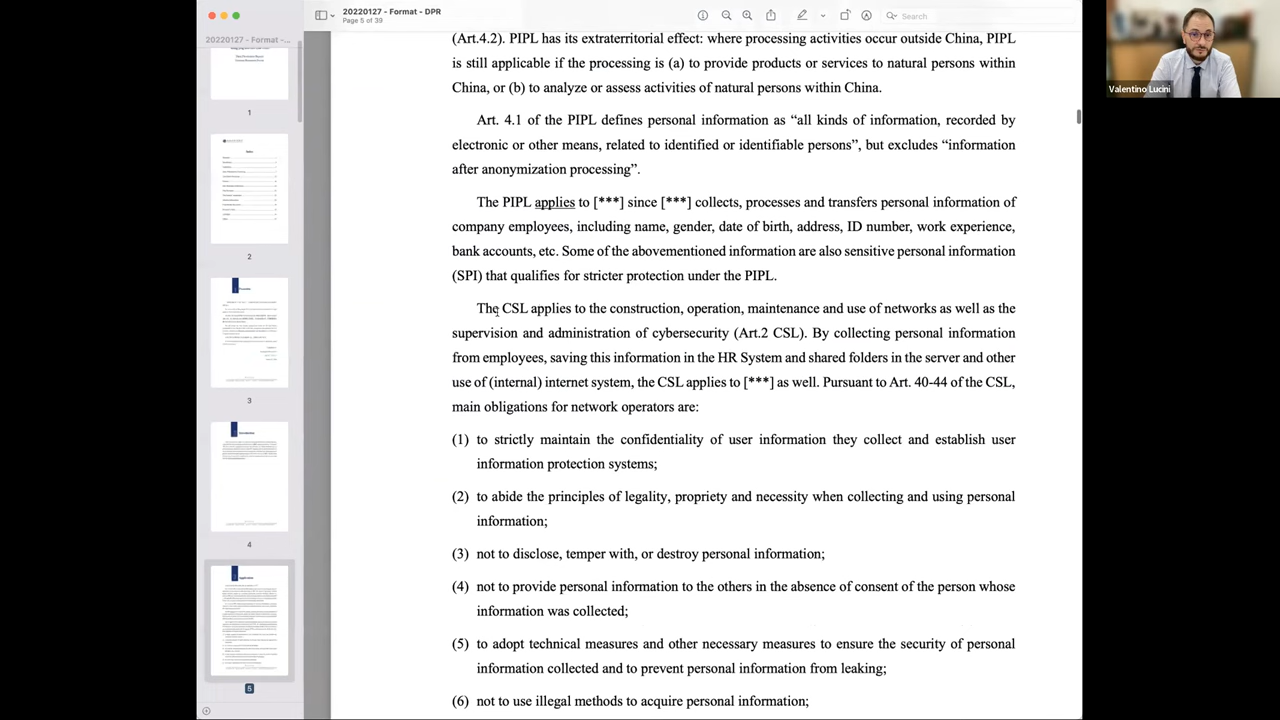 20220127 - Format - DPR
Page 5 of 39
Search
20220127 - Format –...
1
2
3
4
5
(Art.4.2) PIPL has its exterritorial effect: even if the processing activities occur outside China, PIPL
is still applicable if the processing is (a) to provide products or services to natural persons within
China, or (b) to analyze or assess activities of natural persons within China.
Art. 4.1 of the PIPL defines personal information as “all kinds of information, recorded by
electronic or other means, related to identified or identifiable persons”, but excludes “information
after anonymization processing”.
The PIPL applies to [***] since [***] collects, processes and transfers personal information of
company employees, including name, gender, date of birth, address, ID number, work experience,
bank accounts, etc. Some of the abovementioned information are also sensitive personal information
(SPI) that qualifies for stricter protection under the PIPL.
The CSL applies to the construction, operation, maintenance and use of networks, as well as the
supervision and management of cybersecurity (Art.2 CSL). By collecting personal information
from employees, saving this information in the HR System and shared folders in the server and other
use of (internal) internet system, the CSL applies to [***] as well. Pursuant to Art. 40-44 of the CSL,
main obligations for network operators are:
(1) strictly maintain the confidentiality of user information they collect and establish user
information protection systems;
(2) to abide the principles of legality, propriety and necessity when collecting and using personal
information;
(3) not to disclose, temper with, or destroy personal information;
(4) not to provide personal information to others in the absence of consent of the person whose
information was collected;
(5) to adopt technical measures and other necessary measures to ensure the security of personal
information collected and to prevent personal information from leaking;
(6) not to use illegal methods to acquire personal information;
Valentino Lucini